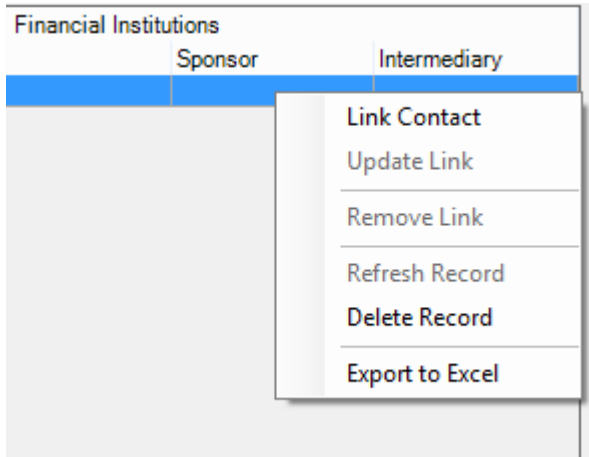 Financial Institutions
Sponsor Intermediary
Link Contact
Update Link
Remove Link
Refresh Record
Delete Record
Export to Excel